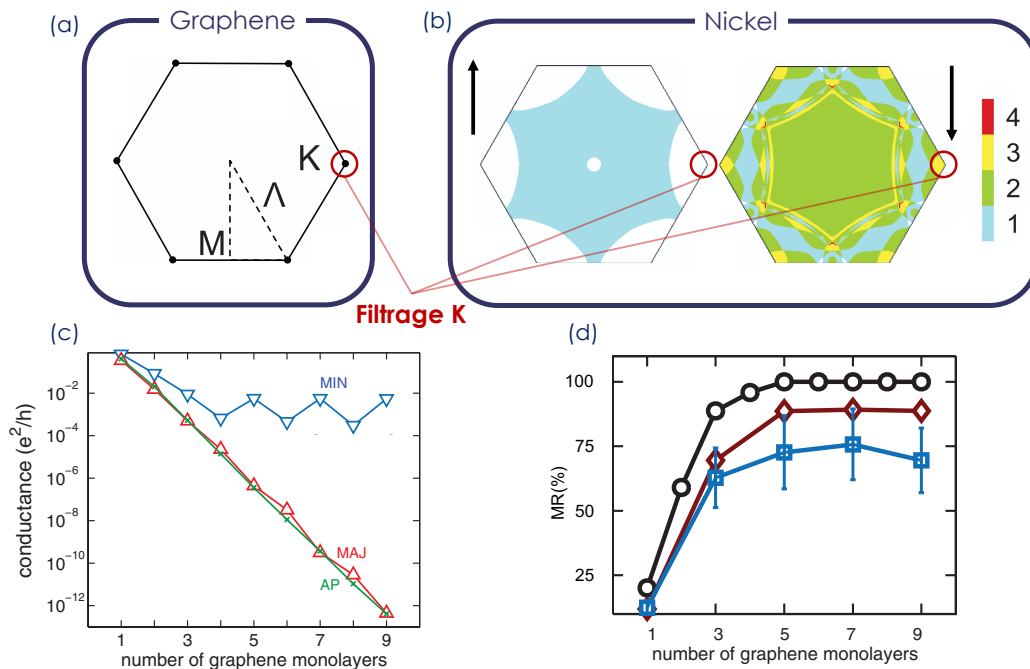 (a)
Graphene
K
Λ
M
(b)
Nickel
4
3
2
1
Filtrage K
(c)
conductance (e²/h)
10⁻²
10⁻⁴
10⁻⁶
10⁻⁸
10⁻¹⁰
10⁻¹²
MIN
MAJ
AP
1 3 5 7 9
number of graphene monolayers
(d)
MR(%)
100
75
50
25
1 3 5 7 9
number of graphene monolayers